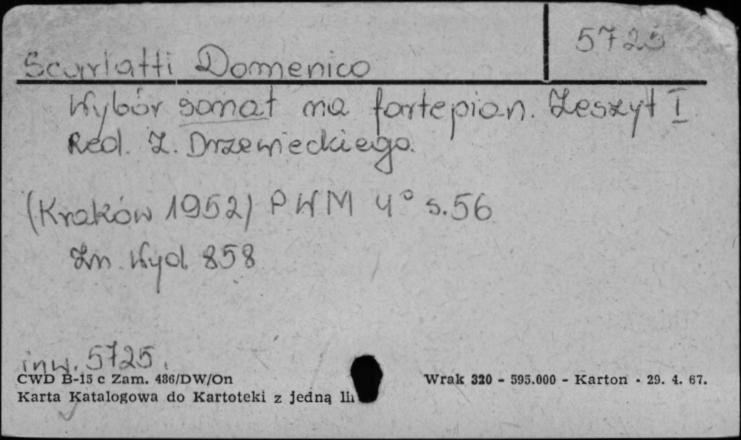 5725
Scarlatti Domenico
Wybór sonat na fortepian. Zeszyt I
Red. Z. Drzewieckiego.
(Kraków 1952) PWM 4° s. 56
Zn. Wyd. 858
inw. 5725.
CWD B-15 c Zam. 486/DW/On
Wrak 320 - 595.000 - Karton - 29. 4. 67.
Karta Katalogowa do Kartoteki z jedną